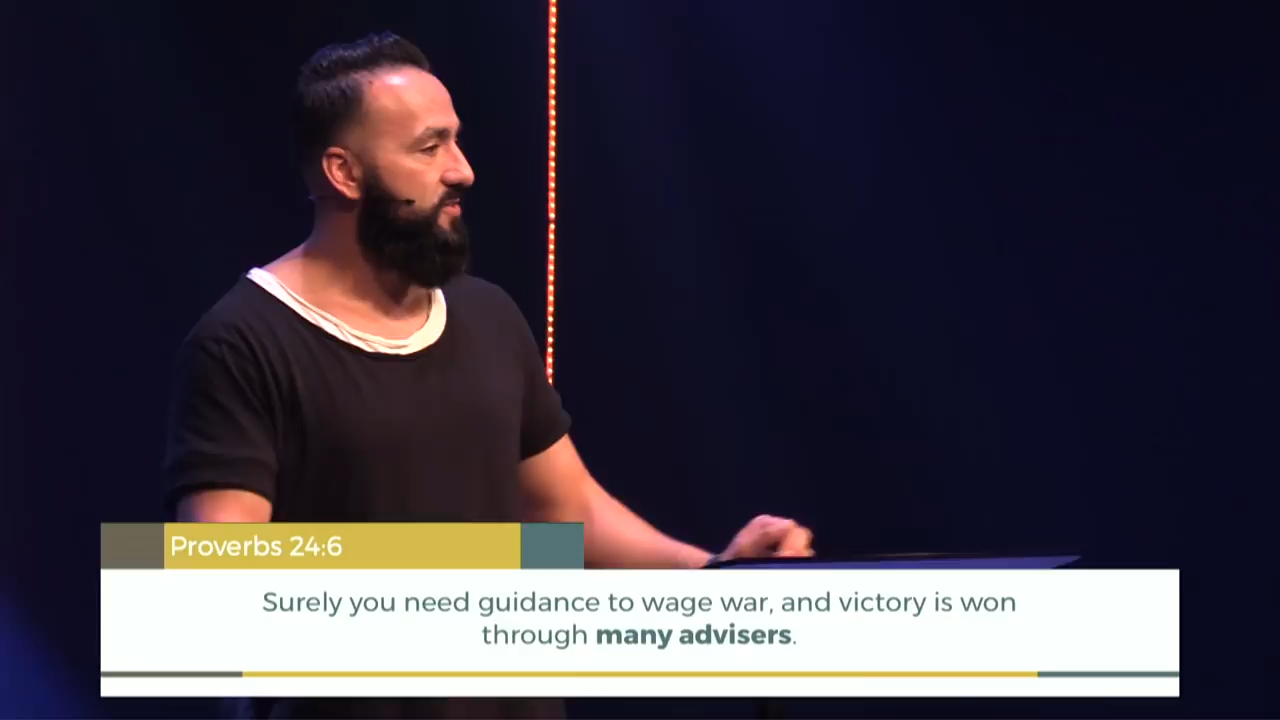 Proverbs 24:6
Surely you need guidance to wage war, and victory is won
through many advisers.